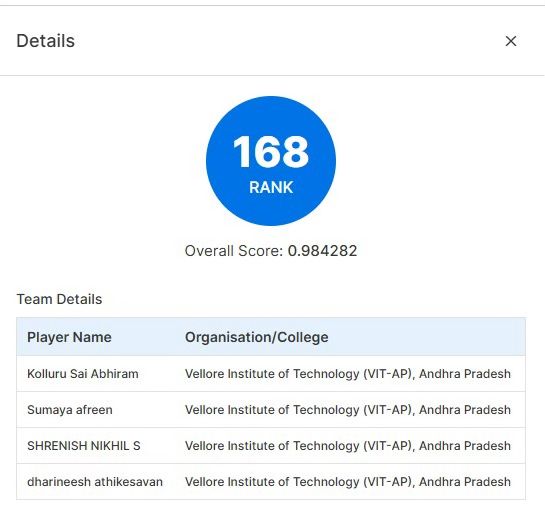 Details
168
RANK
Overall Score: 0.984282
Team Details
Player Name Organisation/College
Kolluru Sai Abhiram Vellore Institute of Technology (VIT-AP), Andhra Pradesh
Sumaya afreen Vellore Institute of Technology (VIT-AP), Andhra Pradesh
SHRENISH NIKHIL S Vellore Institute of Technology (VIT-AP), Andhra Pradesh
dharineesh athikesavan Vellore Institute of Technology (VIT-AP), Andhra Pradesh